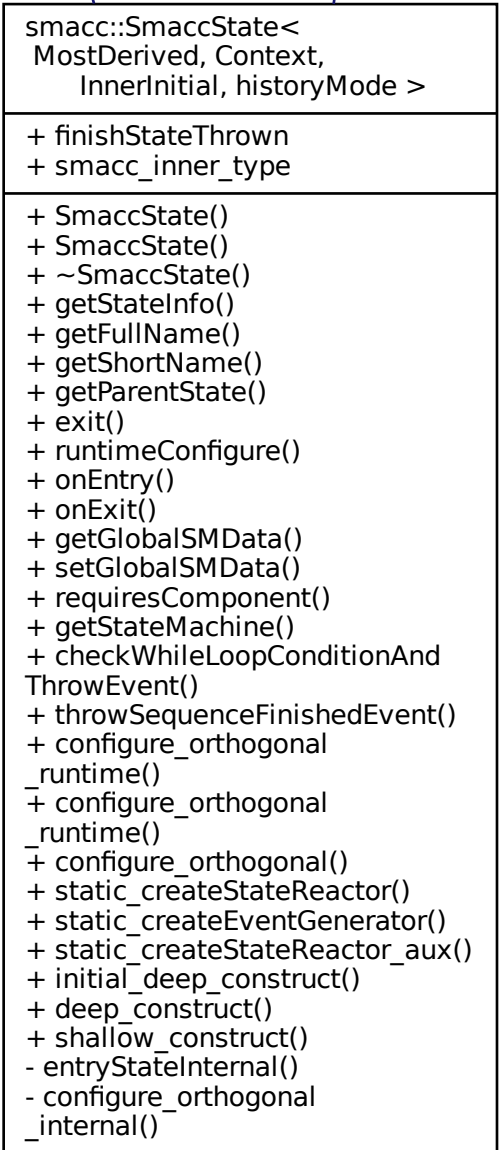 smacc::SmaccState<
MostDerived, Context,
InnerInitial, historyMode >
+ finishStateThrown
+ smacc_inner_type
+ SmaccState()
+ SmaccState()
+ ~SmaccState()
+ getStateInfo()
+ getFullName()
+ getShortName()
+ getParentState()
+ exit()
+ runtimeConfigure()
+ onEntry()
+ onExit()
+ getGlobalSMData()
+ setGlobalSMData()
+ requiresComponent()
+ getStateMachine()
+ checkWhileLoopConditionAnd
ThrowEvent()
+ throwSequenceFinishedEvent()
+ configure_orthogonal
_runtime()
+ configure_orthogonal
_runtime()
+ configure_orthogonal()
+ static_createStateReactor()
+ static_createEventGenerator()
+ static_createStateReactor_aux()
+ initial_deep_construct()
+ deep_construct()
+ shallow_construct()
- entryStateInternal()
- configure_orthogonal
_internal()